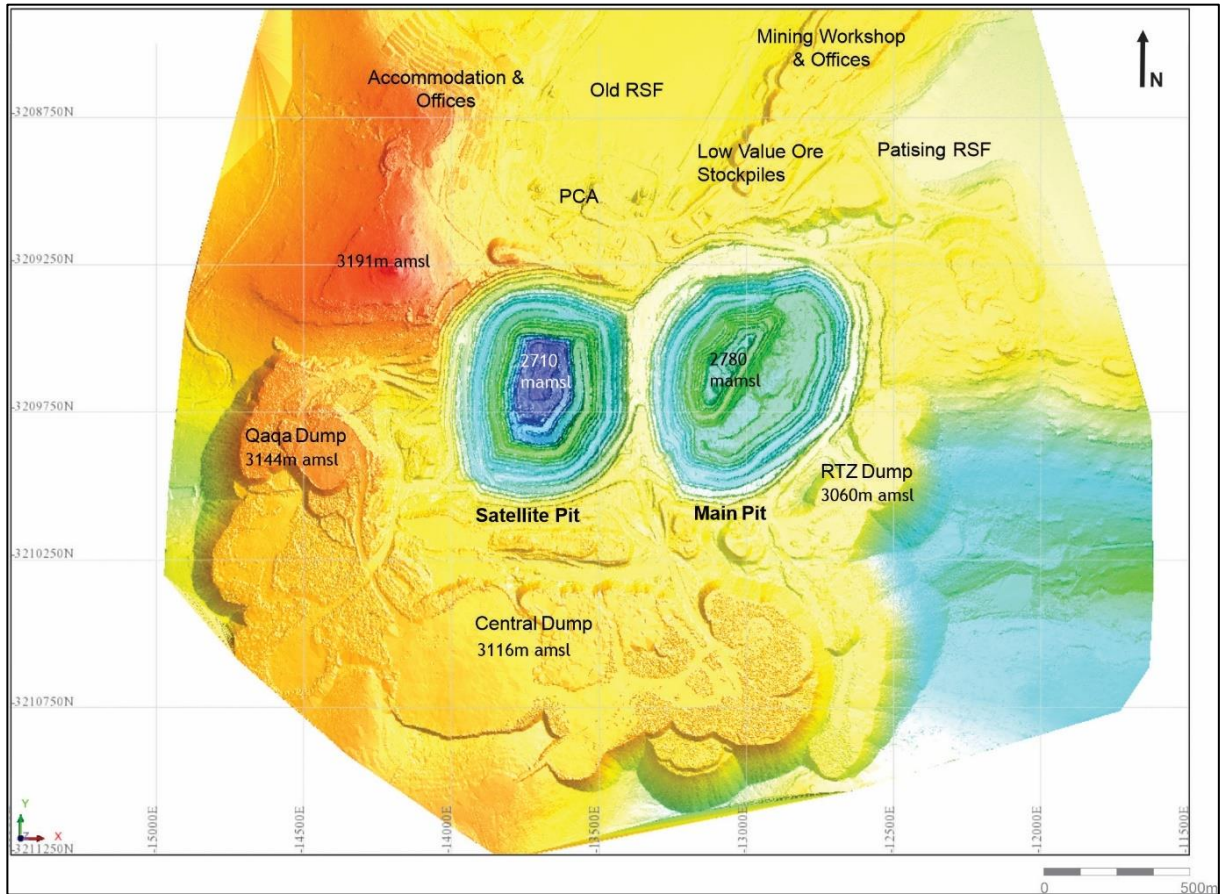 Mining Workshop
& Offices
N
Accommodation &
Offices
Old RSF
-3208750N
Low Value Ore
Stockpiles
Patising RSF
PCA
-3209250N
3191m amsl
2710
mamsl
2780
mamsl
-3209750N
Qaqa Dump
3144m amsl
RTZ Dump
3060m amsl
Satellite Pit
Main Pit
-3210250N
Central Dump
3116m amsl
-3210750N
Y
X
-3211250N
-15000E
-14500E
-14000E
-13500E
-13000E
-12500E
-12000E
-11500E
0
500m